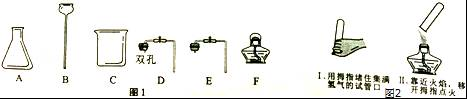 双孔
A B C D E F
图1
Ⅰ.用拇指堵住集满
氢气的试管口
Ⅱ.靠近火焰，移
开拇指点火
图2